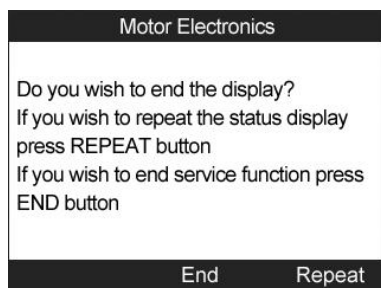 Motor Electronics
Do you wish to end the display?
If you wish to repeat the status display
press REPEAT button
If you wish to end service function press
END button
End Repeat